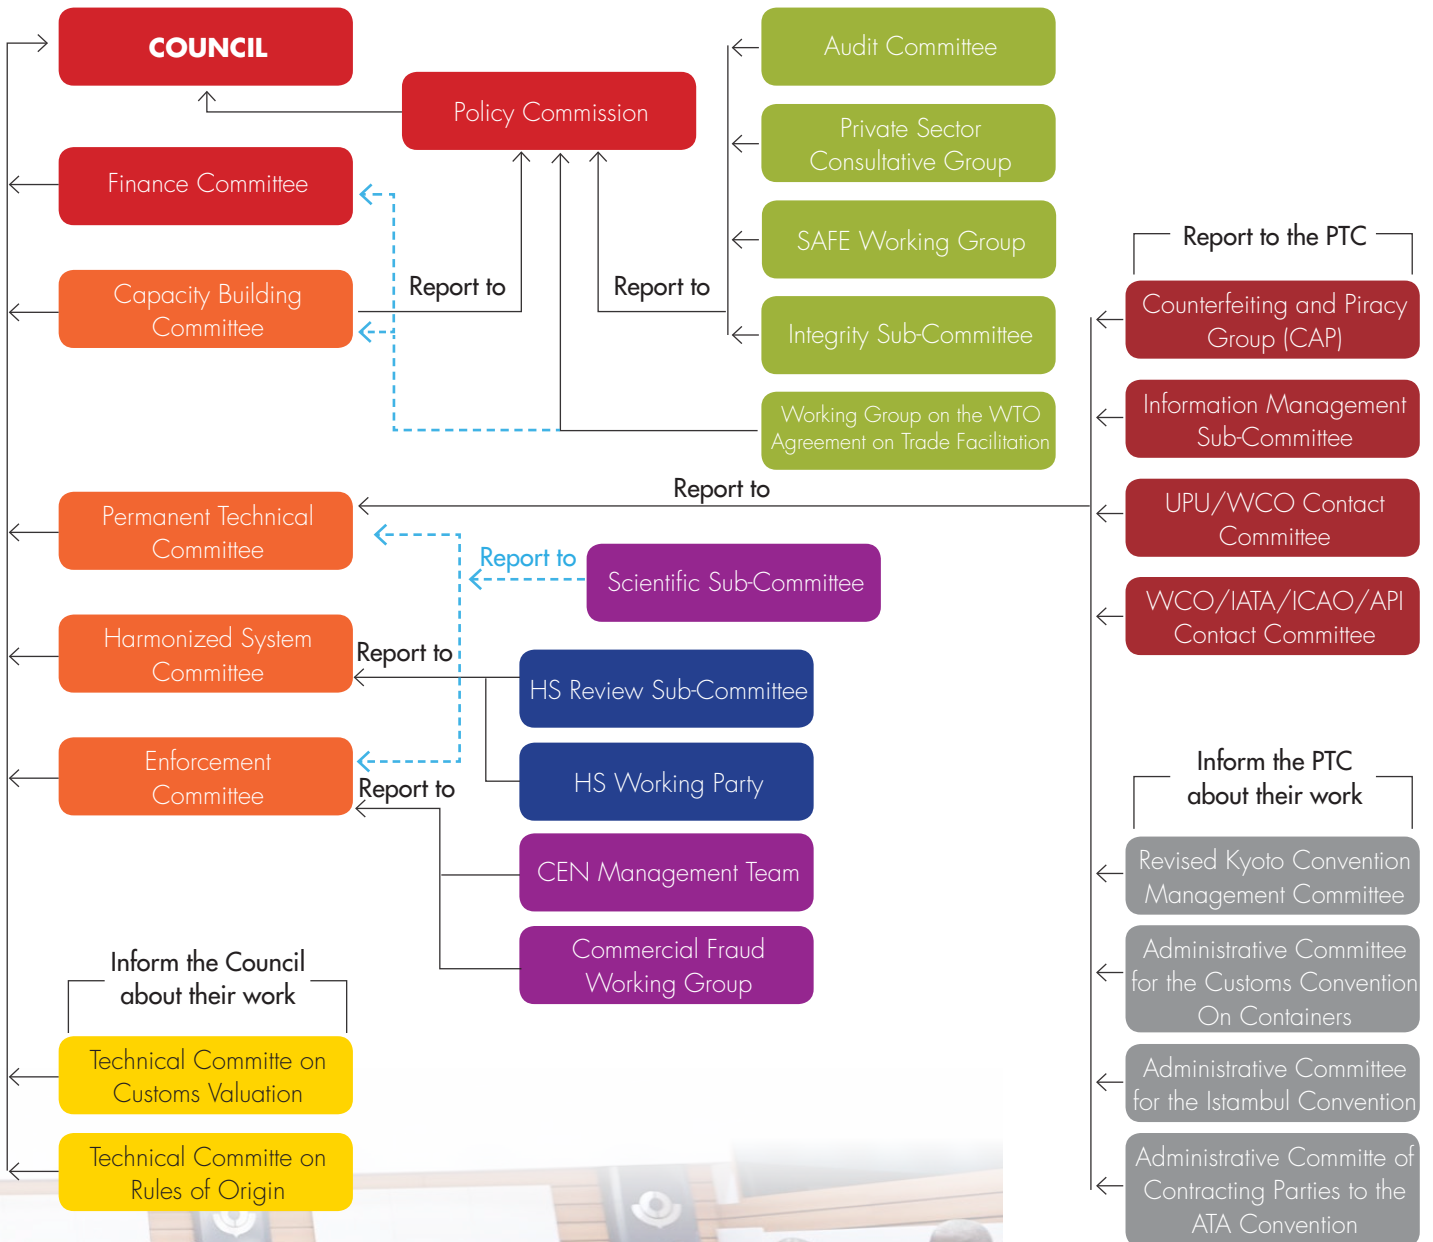 COUNCIL
Policy Commission
Finance Committee
Capacity Building
Committee
Report to
Report to
Audit Committee
Private Sector
Consultative Group
SAFE Working Group
Integrity Sub-Committee
Working Group on the WTO
Agreement on Trade Facilitation
Report to the PTC
Counterfeiting and Piracy
Group (CAP)
Information Management
Sub-Committee
UPU/WCO Contact
Committee
WCO/IATA/ICAO/API
Contact Committee
Report to
Permanent Technical
Committee
Report to
Scientific Sub-Committee
Harmonized System
Committee
Report to
HS Review Sub-Committee
HS Working Party
Enforcement
Committee
Report to
CEN Management Team
Commercial Fraud
Working Group
Inform the PTC
about their work
Revised Kyoto Convention
Management Committee
Administrative Committee
for the Customs Convention
On Containers
Administrative Committee
for the Istambul Convention
Administrative Committe of
Contracting Parties to the
ATA Convention
Inform the Council
about their work
Technical Committe on
Customs Valuation
Technical Committe on
Rules of Origin